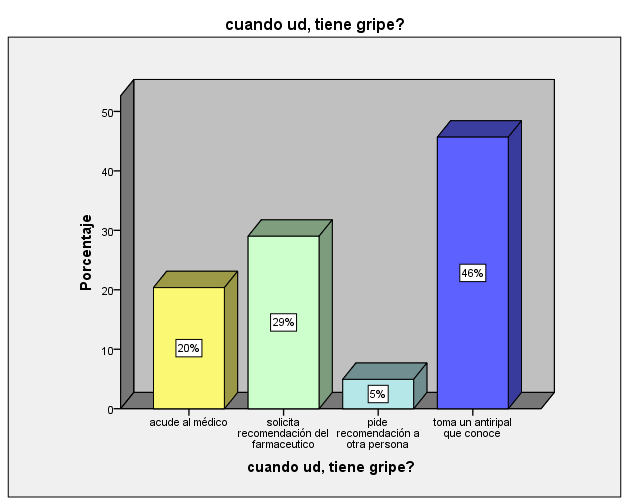 cuando ud, tiene gripe?
Porcentaje
50
40
30
20
10
0
20%
29%
5%
46%
acude al médico
solicita
recomendación del
farmaceutico
pide
recomendación a
otra persona
toma un antiripal
que conoce
cuando ud, tiene gripe?